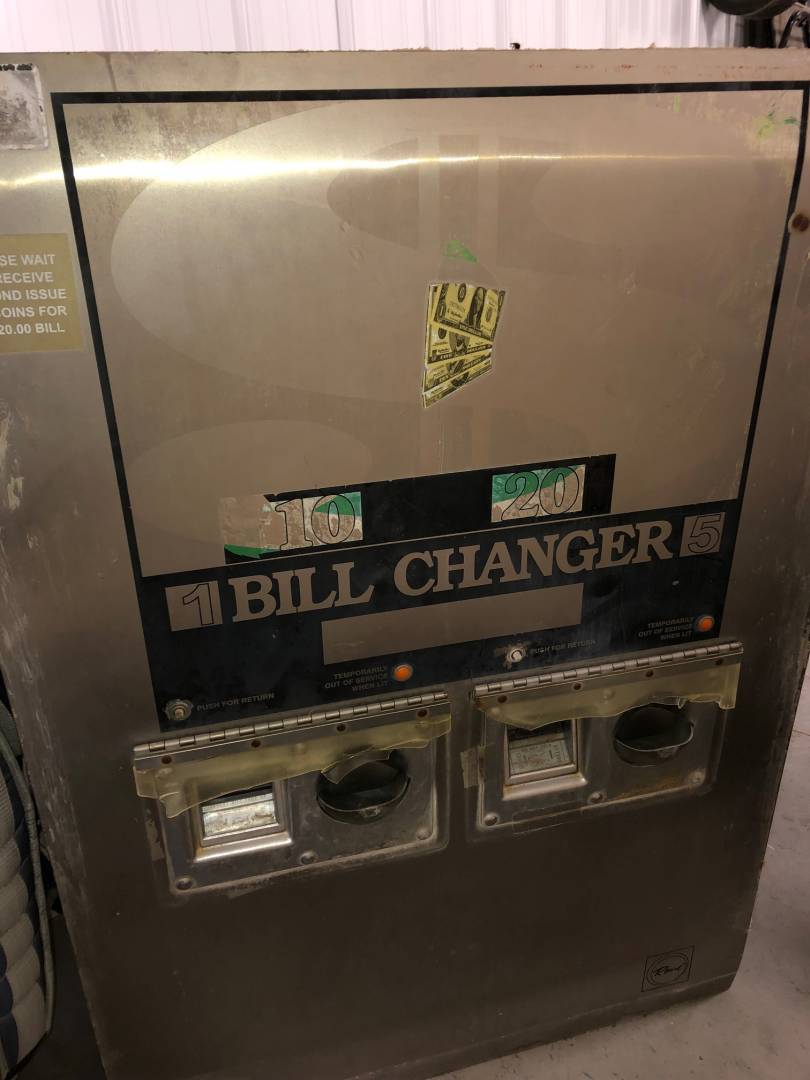 SE WAIT
RECEIVE
OND ISSUE
OINS FOR
20.00 BILL
10
20
1 BILL CHANGER 5
TEMPORARILY
OUT OF SERVICE
WHEN LIT
PUSH FOR RETURN
TEMPORARILY
OUT OF SERVICE
WHEN LIT
PUSH FOR RETURN